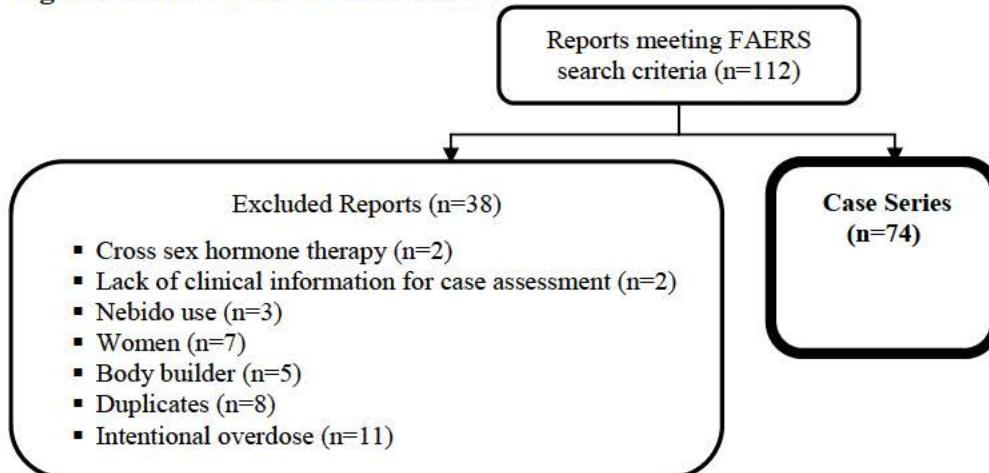 Reports meeting FAERS
search criteria (n=112)
Excluded Reports (n=38)
▪ Cross sex hormone therapy (n=2)
▪ Lack of clinical information for case assessment (n=2)
▪ Nebido use (n=3)
▪ Women (n=7)
▪ Body builder (n=5)
▪ Duplicates (n=8)
▪ Intentional overdose (n=11)
Case Series
(n=74)